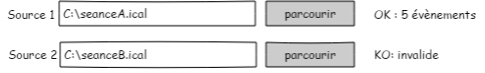 Source 1 C:\seanceA.ical parcourir OK : 5 évènements
Source 2 C:\seanceB.ical parcourir KO: invalide